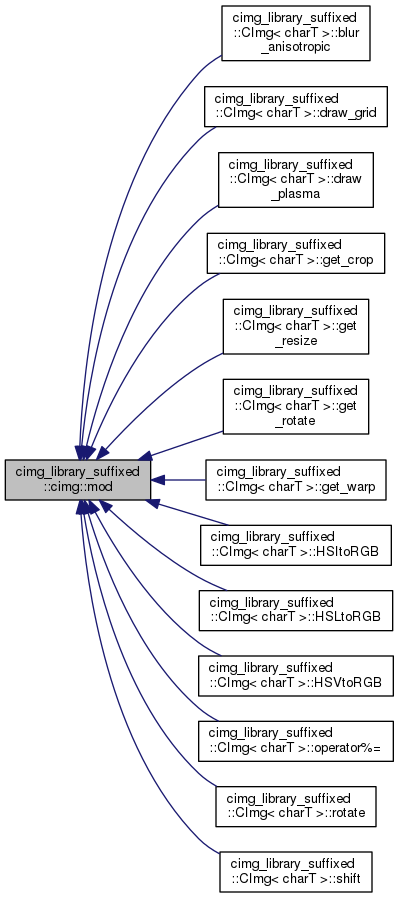 cimg_library_suffixed
::CImg< charT >::blur
_anisotropic
cimg_library_suffixed
::CImg< charT >::draw_grid
cimg_library_suffixed
::CImg< charT >::draw
_plasma
cimg_library_suffixed
::CImg< charT >::get_crop
cimg_library_suffixed
::CImg< charT >::get
_resize
cimg_library_suffixed
::CImg< charT >::get
_rotate
cimg_library_suffixed
::cimg::mod
cimg_library_suffixed
::CImg< charT >::get_warp
cimg_library_suffixed
::CImg< charT >::HSItoRGB
cimg_library_suffixed
::CImg< charT >::HSLtoRGB
cimg_library_suffixed
::CImg< charT >::HSVtoRGB
cimg_library_suffixed
::CImg< charT >::operator%=
cimg_library_suffixed
::CImg< charT >::rotate
cimg_library_suffixed
::CImg< charT >::shift